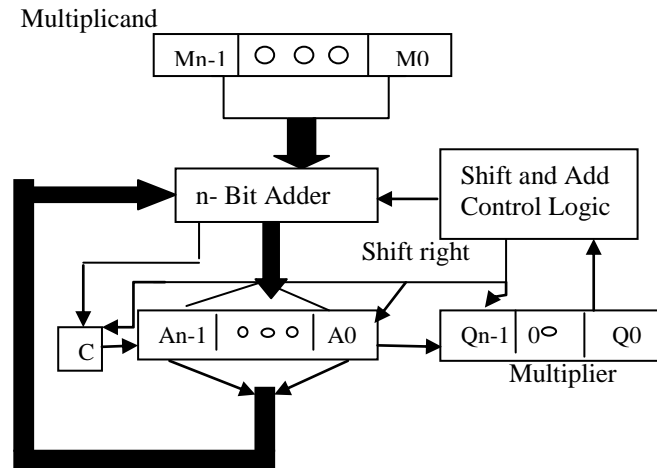 Multiplicand
Mn-1 M0
n- Bit Adder
Shift and Add
Control Logic
Shift right
C
An-1 A0
Qn-1 0 Q0
Multiplier